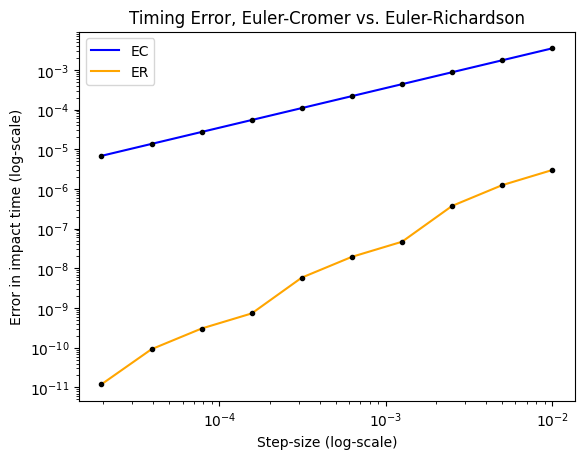 Timing Error, Euler-Cromer vs. Euler-Richardson
EC
ER
Error in impact time (log-scale)
10⁻³
10⁻⁴
10⁻⁵
10⁻⁶
10⁻⁷
10⁻⁸
10⁻⁹
10⁻¹⁰
10⁻¹¹
10⁻⁴
10⁻³
10⁻²
Step-size (log-scale)